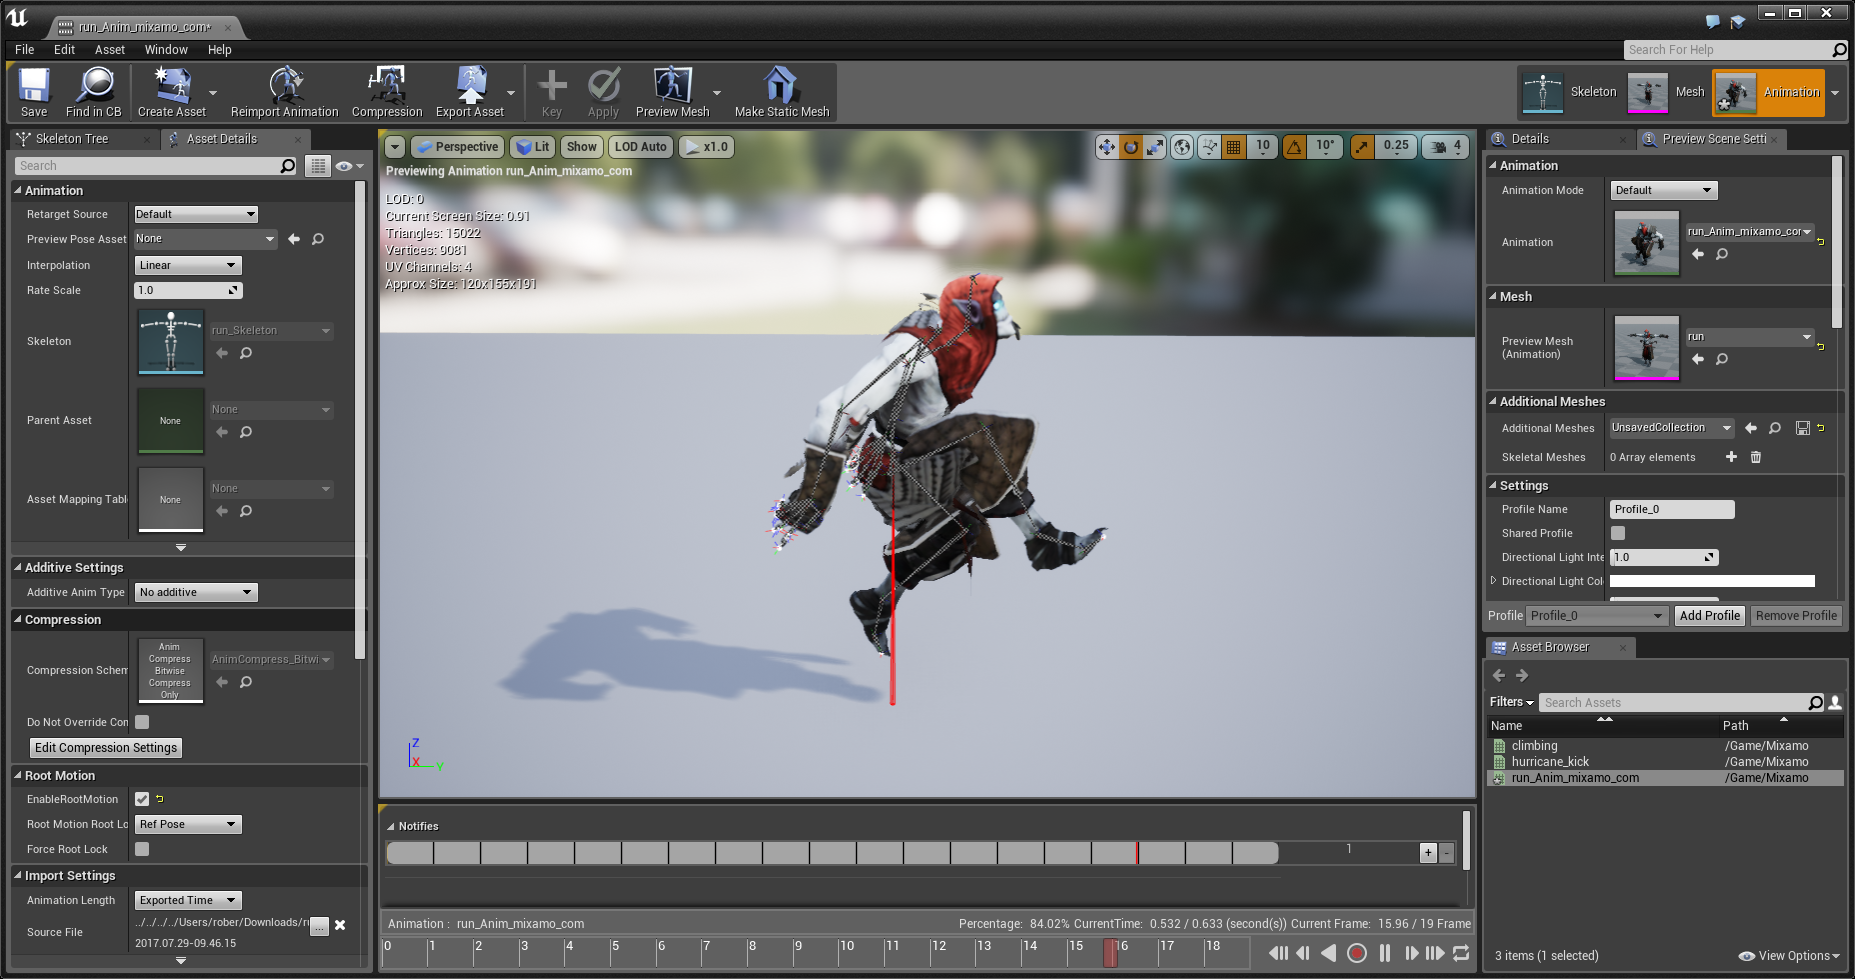 run_Anim_mixamo_com*
File Edit Asset Window Help
Search For Help
Save
Find in CB
Create Asset
Reimport Animation
Compression
Export Asset
Key
Apply
Preview Mesh
Make Static Mesh
Skeleton
Mesh
Animation
Skeleton Tree
Asset Details
Search
Animation
Retarget Source Default
Preview Pose Asset None
Interpolation Linear
Rate Scale 1.0
Skeleton run_Skeleton
Parent Asset None None
Asset Mapping Tabl None None
Additive Settings
Additive Anim Type No additive
Compression
Compression Schem
Anim
Compress
Bitwise
Compress
Only
AnimCompress_Bitwi
Do Not Override Con
Edit Compression Settings
Root Motion
EnableRootMotion
Root Motion Root Lo Ref Pose
Force Root Lock
Import Settings
Animation Length Exported Time
Source File ../../../../Users/rober/Downloads/ru ...
2017.07.29-09.46.15
Perspective Lit Show LOD Auto x1.0
10 10° 0.25 4
Previewing Animation run_Anim_mixamo_com
LOD: 0
Current Screen Size: 0.91
Triangles: 15022
Vertices: 9081
UV Channels: 4
Approx Size: 120x155x191
Z
X Y
Notifies
1 + -
Animation : run_Anim_mixamo_com
Percentage: 84.02% CurrentTime: 0.532 / 0.633 (second(s)) Current Frame: 15.96 / 19 Frame
0 1 2 3 4 5 6 7 8 9 10 11 12 13 14 15 16 17 18
Details
Preview Scene Setti
Animation
Animation Mode Default
Animation run_Anim_mixamo_cor
Mesh
Preview Mesh
(Animation)
run
Additional Meshes
Additional Meshes UnsavedCollection
Skeletal Meshes 0 Array elements
Settings
Profile Name Profile_0
Shared Profile
Directional Light Inte 1.0
Directional Light Col
Profile Profile_0 Add Profile Remove Profile
Asset Browser
Filters Search Assets
Name Path
climbing /Game/Mixamo
hurricane_kick /Game/Mixamo
run_Anim_mixamo_com /Game/Mixamo
3 items (1 selected) View Options